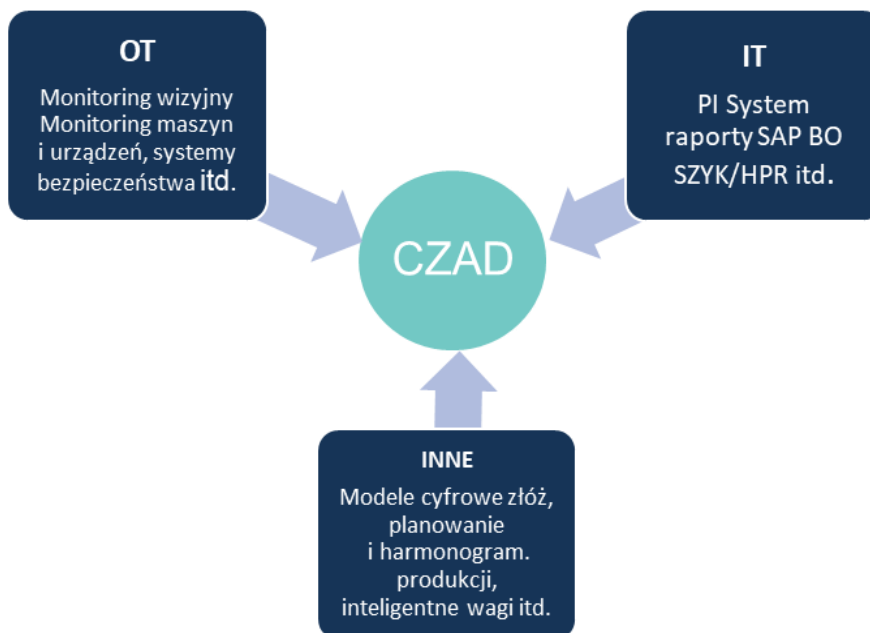 OT
Monitoring wizyjny
Monitoring maszyn
i urządzeń, systemy
bezpieczeństwa itd.
IT
PI System
raporty SAP BO
SZYK/HPR itd.
CZAD
INNE
Modele cyfrowe złóż,
planowanie
i harmonogram.
produkcji,
inteligentne wagi itd.